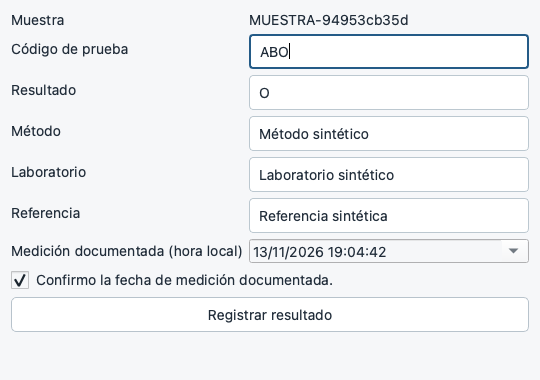 Muestra MUESTRA-94953cb35d
Código de prueba ABO
Resultado O
Método Método sintético
Laboratorio Laboratorio sintético
Referencia Referencia sintética
Medición documentada (hora local) 13/11/2026 19:04:42
Confirmo la fecha de medición documentada.
Registrar resultado